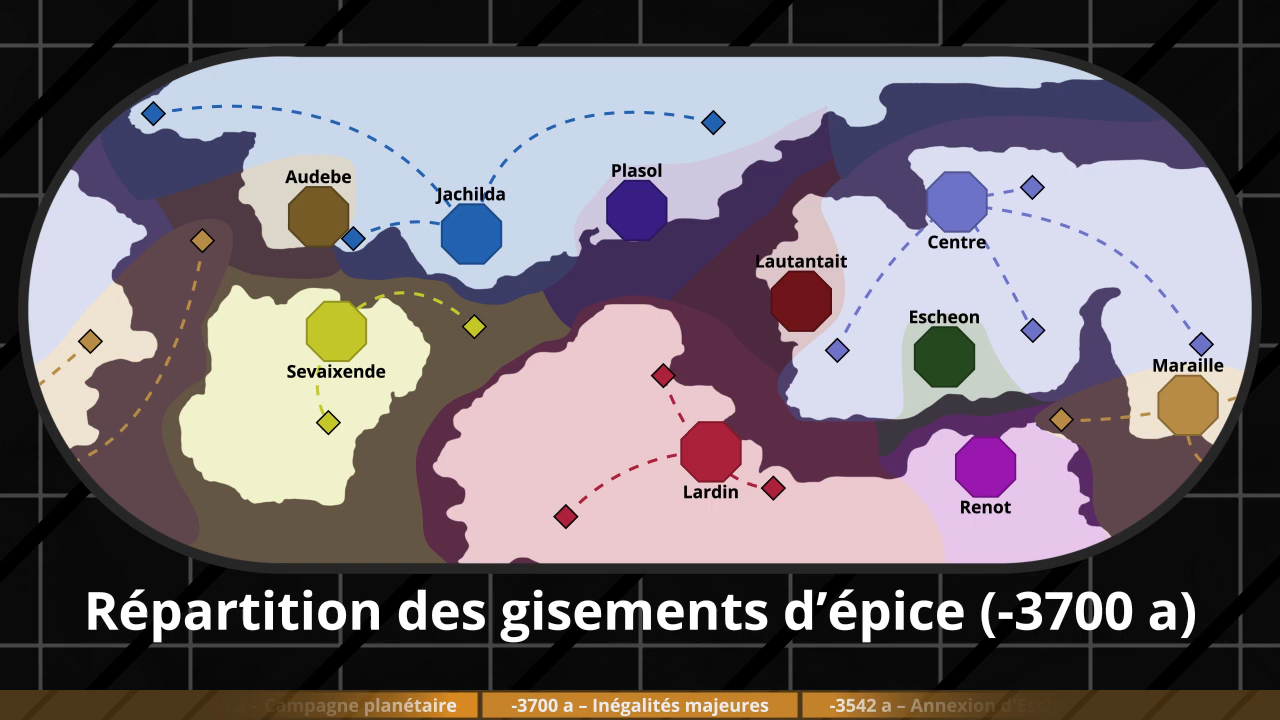 Audebe
Jachilda
Plasol
Centre
Lautantait
Escheon
Sevaixende
Maraille
Lardin
Renot
Répartition des gisements d’épice (-3700 a)
– Campagne planétaire
-3700 a – Inégalités majeures
-3542 a – Annexion d’Esc